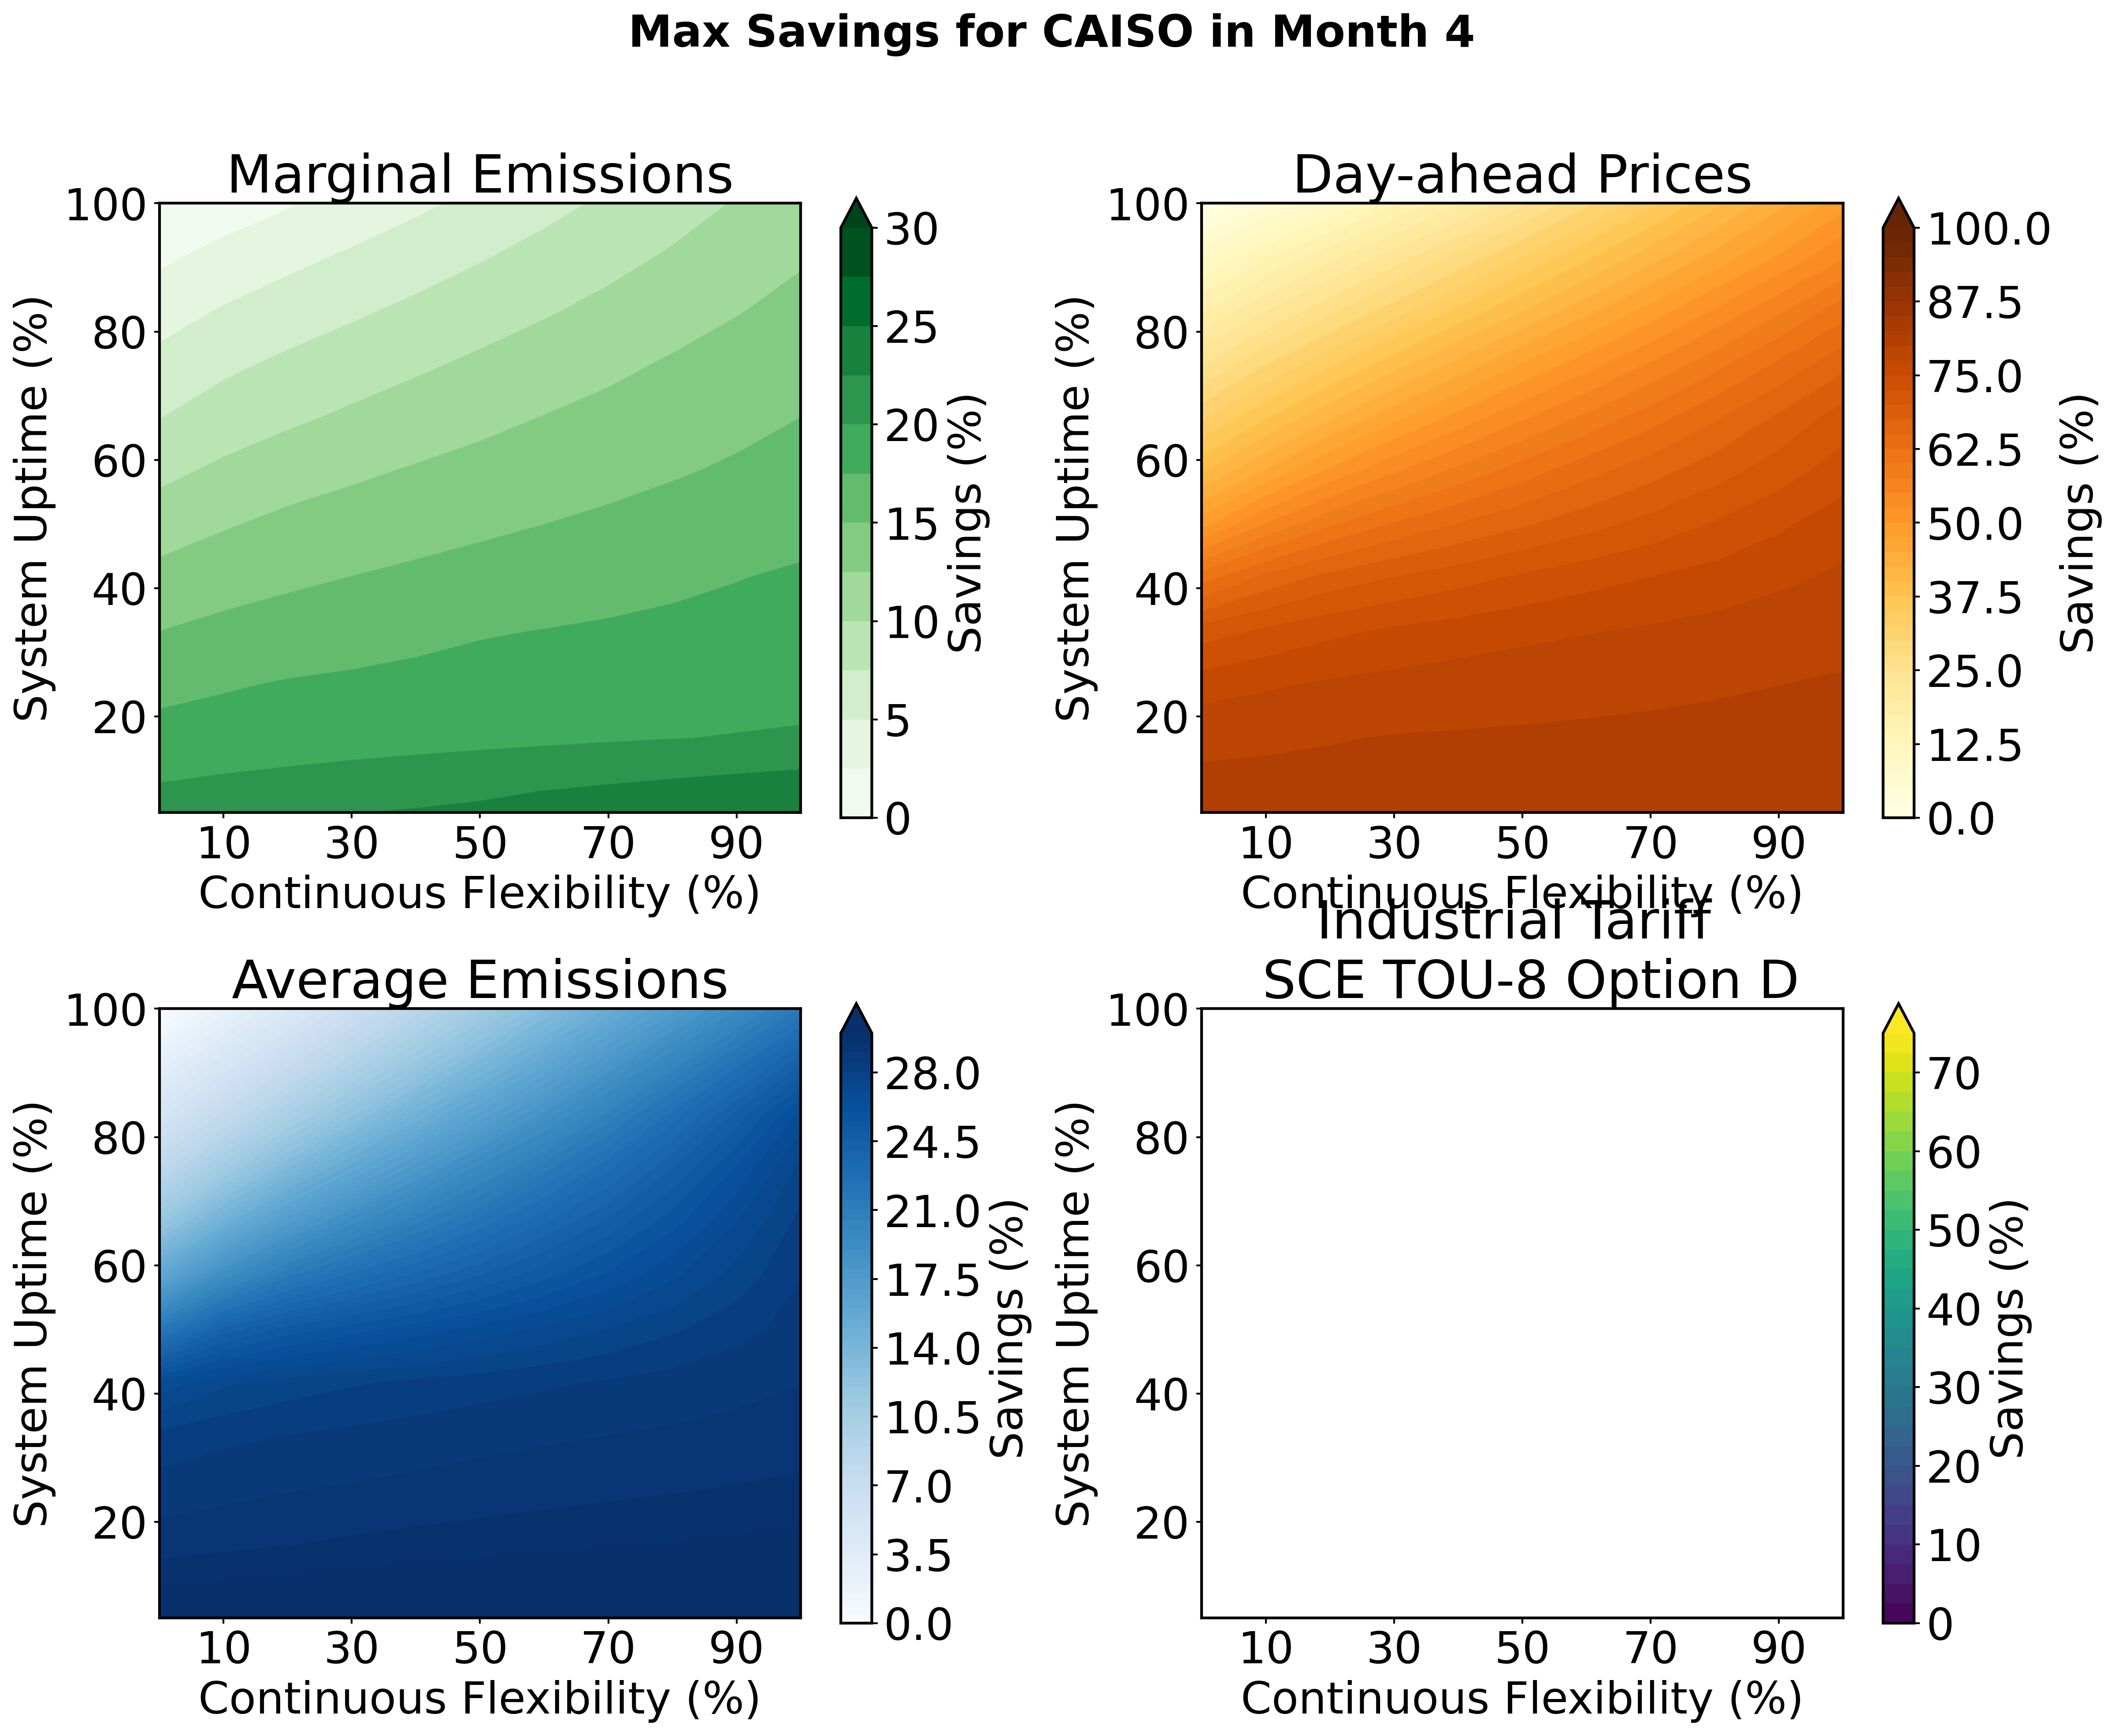 Max Savings for CAISO in Month 4
Marginal Emissions
100
80
60
40
20
System Uptime (%)
10 30 50 70 90
Continuous Flexibility (%)
30
25
20
15
10
5
0
Savings (%)
Day-ahead Prices
100
80
60
40
20
System Uptime (%)
10 30 50 70 90
Continuous Flexibility (%)
100.0
87.5
75.0
62.5
50.0
37.5
25.0
12.5
0.0
Savings (%)
Average Emissions
100
80
60
40
20
System Uptime (%)
10 30 50 70 90
Continuous Flexibility (%)
28.0
24.5
21.0
17.5
14.0
10.5
7.0
3.5
0.0
Savings (%)
Industrial Tariff
SCE TOU-8 Option D
100
80
60
40
20
System Uptime (%)
10 30 50 70 90
Continuous Flexibility (%)
70
60
50
40
30
20
10
0
Savings (%)